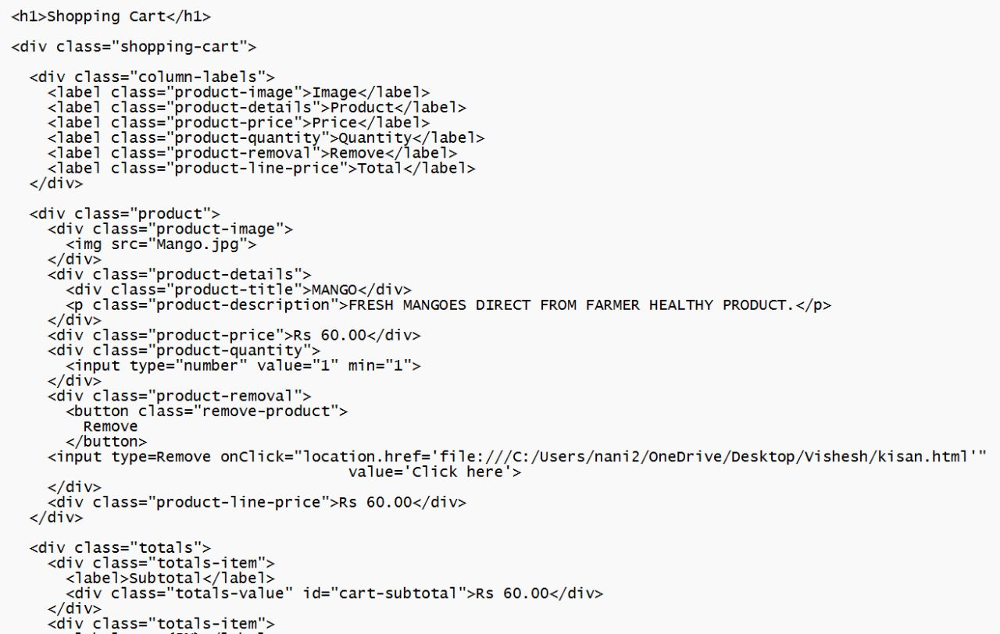 <h1>Shopping Cart</h1>
<div class="shopping-cart">
<div class="column-labels">
<label class="product-image">Image</label>
<label class="product-details">Product</label>
<label class="product-price">Price</label>
<label class="product-quantity">Quantity</label>
<label class="product-removal">Remove</label>
<label class="product-line-price">Total</label>
</div>
<div class="product">
<div class="product-image">
<img src="Mango.jpg">
</div>
<div class="product-details">
<div class="product-title">MANGO</div>
<p class="product-description">FRESH MANGOES DIRECT FROM FARMER HEALTHY PRODUCT.</p>
</div>
<div class="product-price">Rs 60.00</div>
<div class="product-quantity">
<input type="number" value="1" min="1">
</div>
<div class="product-removal">
<button class="remove-product">
Remove
</button>
<input type=Remove onClick="location.href='file:///C:/Users/nani2/OneDrive/Desktop/Vishesh/kisan.html'"
value='Click here'>
</div>
<div class="product-line-price">Rs 60.00</div>
</div>
<div class="totals">
<div class="totals-item">
<label>Subtotal</label>
<div class="totals-value" id="cart-subtotal">Rs 60.00</div>
</div>
<div class="totals-item">